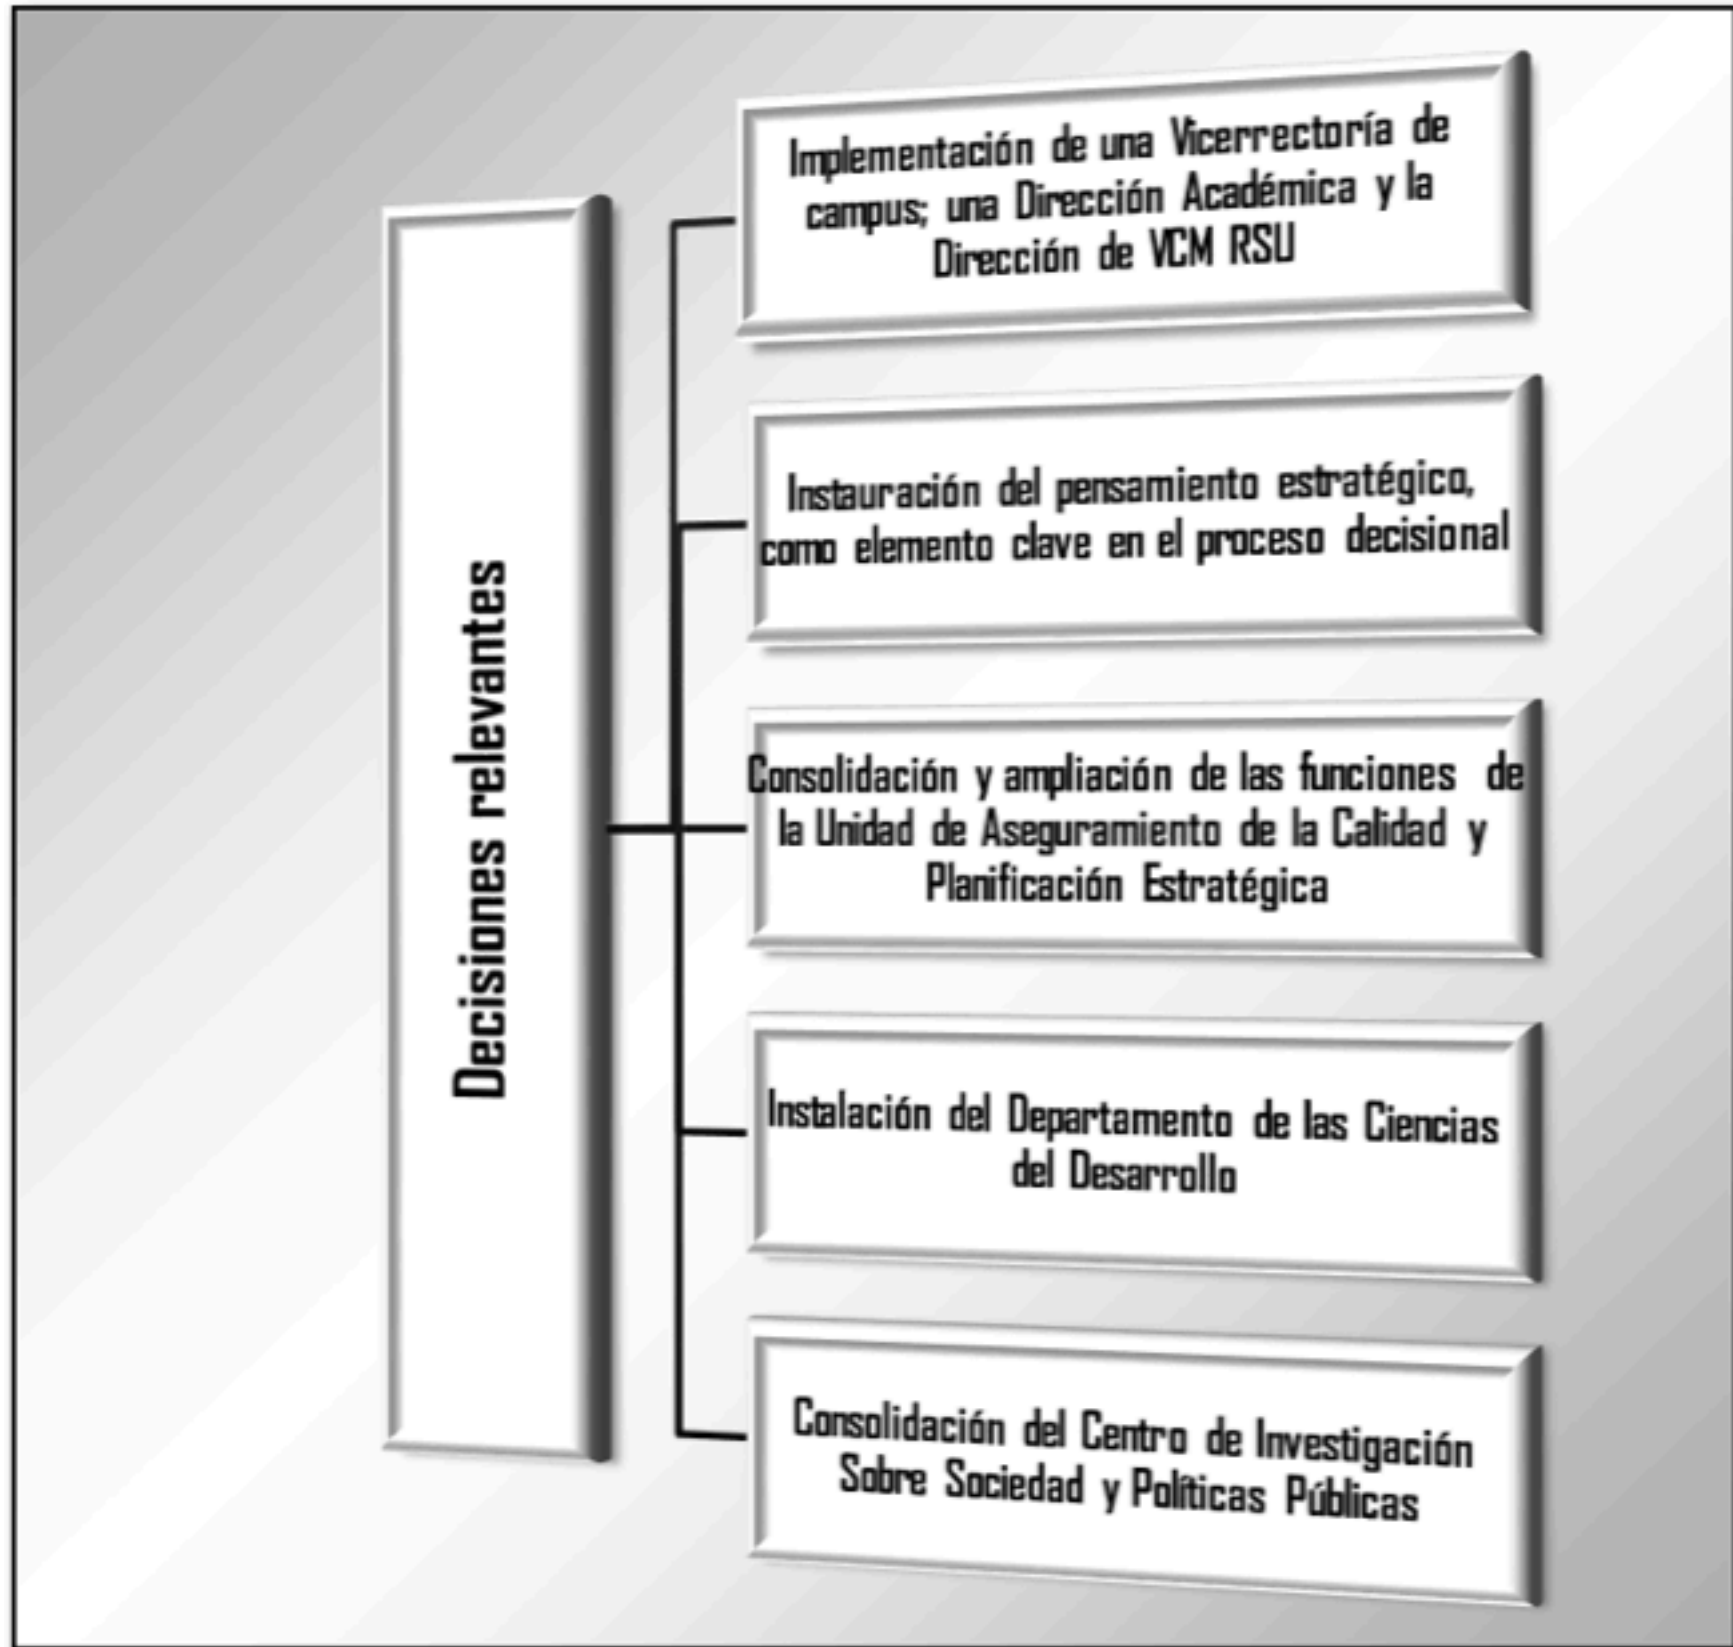 Decisiones relevantes
Implementación de una Vicerrectoría de
campus; una Dirección Académica y la
Dirección de VCM RSU
Instauración del pensamiento estratégico,
como elemento clave en el proceso decisional
Consolidación y ampliación de las funciones de
la Unidad de Aseguramiento de la Calidad y
Planificación Estratégica
Instalación del Departamento de las Ciencias
del Desarrollo
Consolidación del Centro de Investigación
Sobre Sociedad y Políticas Públicas